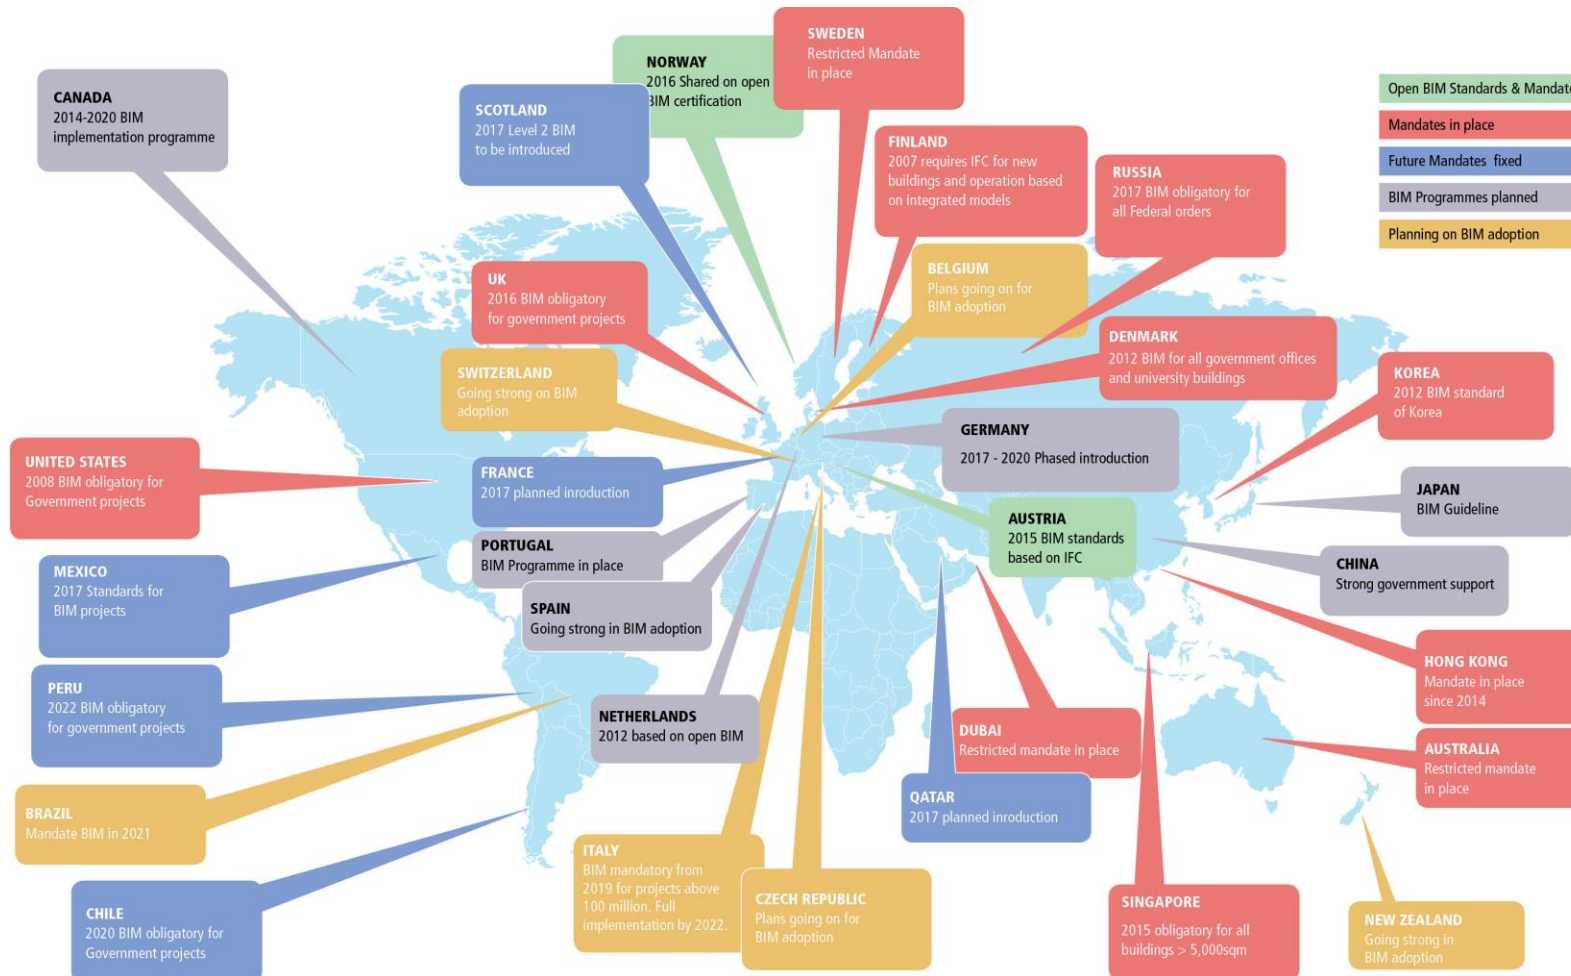 SWEDEN
Restricted Mandate
in place
NORWAY
2016 Shared on open
BIM certification
CANADA
2014-2020 BIM
implementation programme
SCOTLAND
2017 Level 2 BIM
to be introduced
FINLAND
2007 requires IFC for new
buildings and operation based
on integrated models
RUSSIA
2017 BIM obligatory for
all Federal orders
Open BIM Standards & Mandate
Mandates in place
Future Mandates fixed
BIM Programmes planned
Planning on BIM adoption
UK
2016 BIM obligatory
for government projects
BELGIUM
Plans going on for
BIM adoption
SWITZERLAND
Going strong on BIM
adoption
DENMARK
2012 BIM for all government offices
and university buildings
KOREA
2012 BIM standard
of Korea
GERMANY
2017 - 2020 Phased introduction
UNITED STATES
2008 BIM obligatory for
Government projects
FRANCE
2017 planned inroduction
JAPAN
BIM Guideline
AUSTRIA
2015 BIM standards
based on IFC
PORTUGAL
BIM Programme in place
CHINA
Strong government support
MEXICO
2017 Standards for
BIM projects
SPAIN
Going strong in BIM adoption
HONG KONG
Mandate in place
since 2014
PERU
2022 BIM obligatory
for government projects
NETHERLANDS
2012 based on open BIM
DUBAI
Restricted mandate in place
AUSTRALIA
Restricted mandate
in place
QATAR
2017 planned inroduction
BRAZIL
Mandate BIM in 2021
ITALY
BIM mandatory from
2019 for projects above
100 million. Full
implementation by 2022.
CZECH REPUBLIC
Plans going on for
BIM adoption
SINGAPORE
2015 obligatory for all
buildings > 5,000sqm
CHILE
2020 BIM obligatory for
Government projects
NEW ZEALAND
Going strong in
BIM adoption